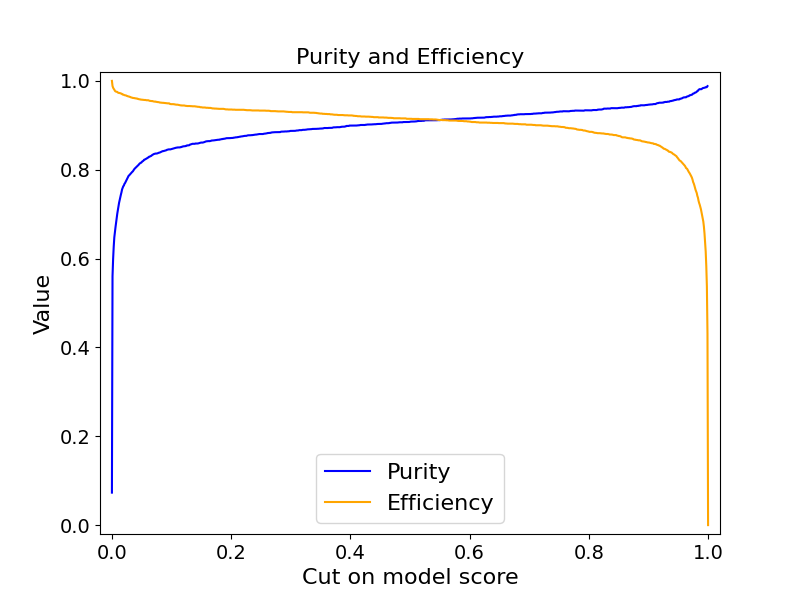 Purity and Efficiency
1.0
0.8
0.6
0.4
0.2
0.0
Value
Purity
Efficiency
0.0 0.2 0.4 0.6 0.8 1.0
Cut on model score